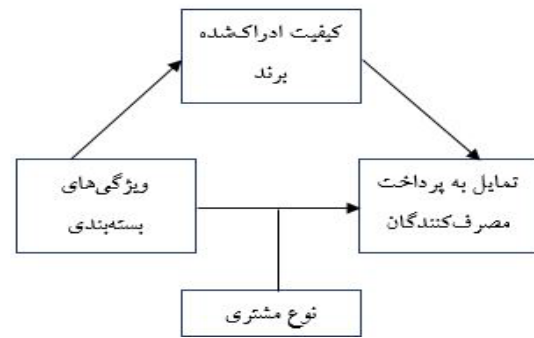 کیفیت ادراک‌شده
برند
ویژگی‌های
بسته‌بندی
تمایل به پرداخت
مصرف‌کنندگان
نوع مشتری